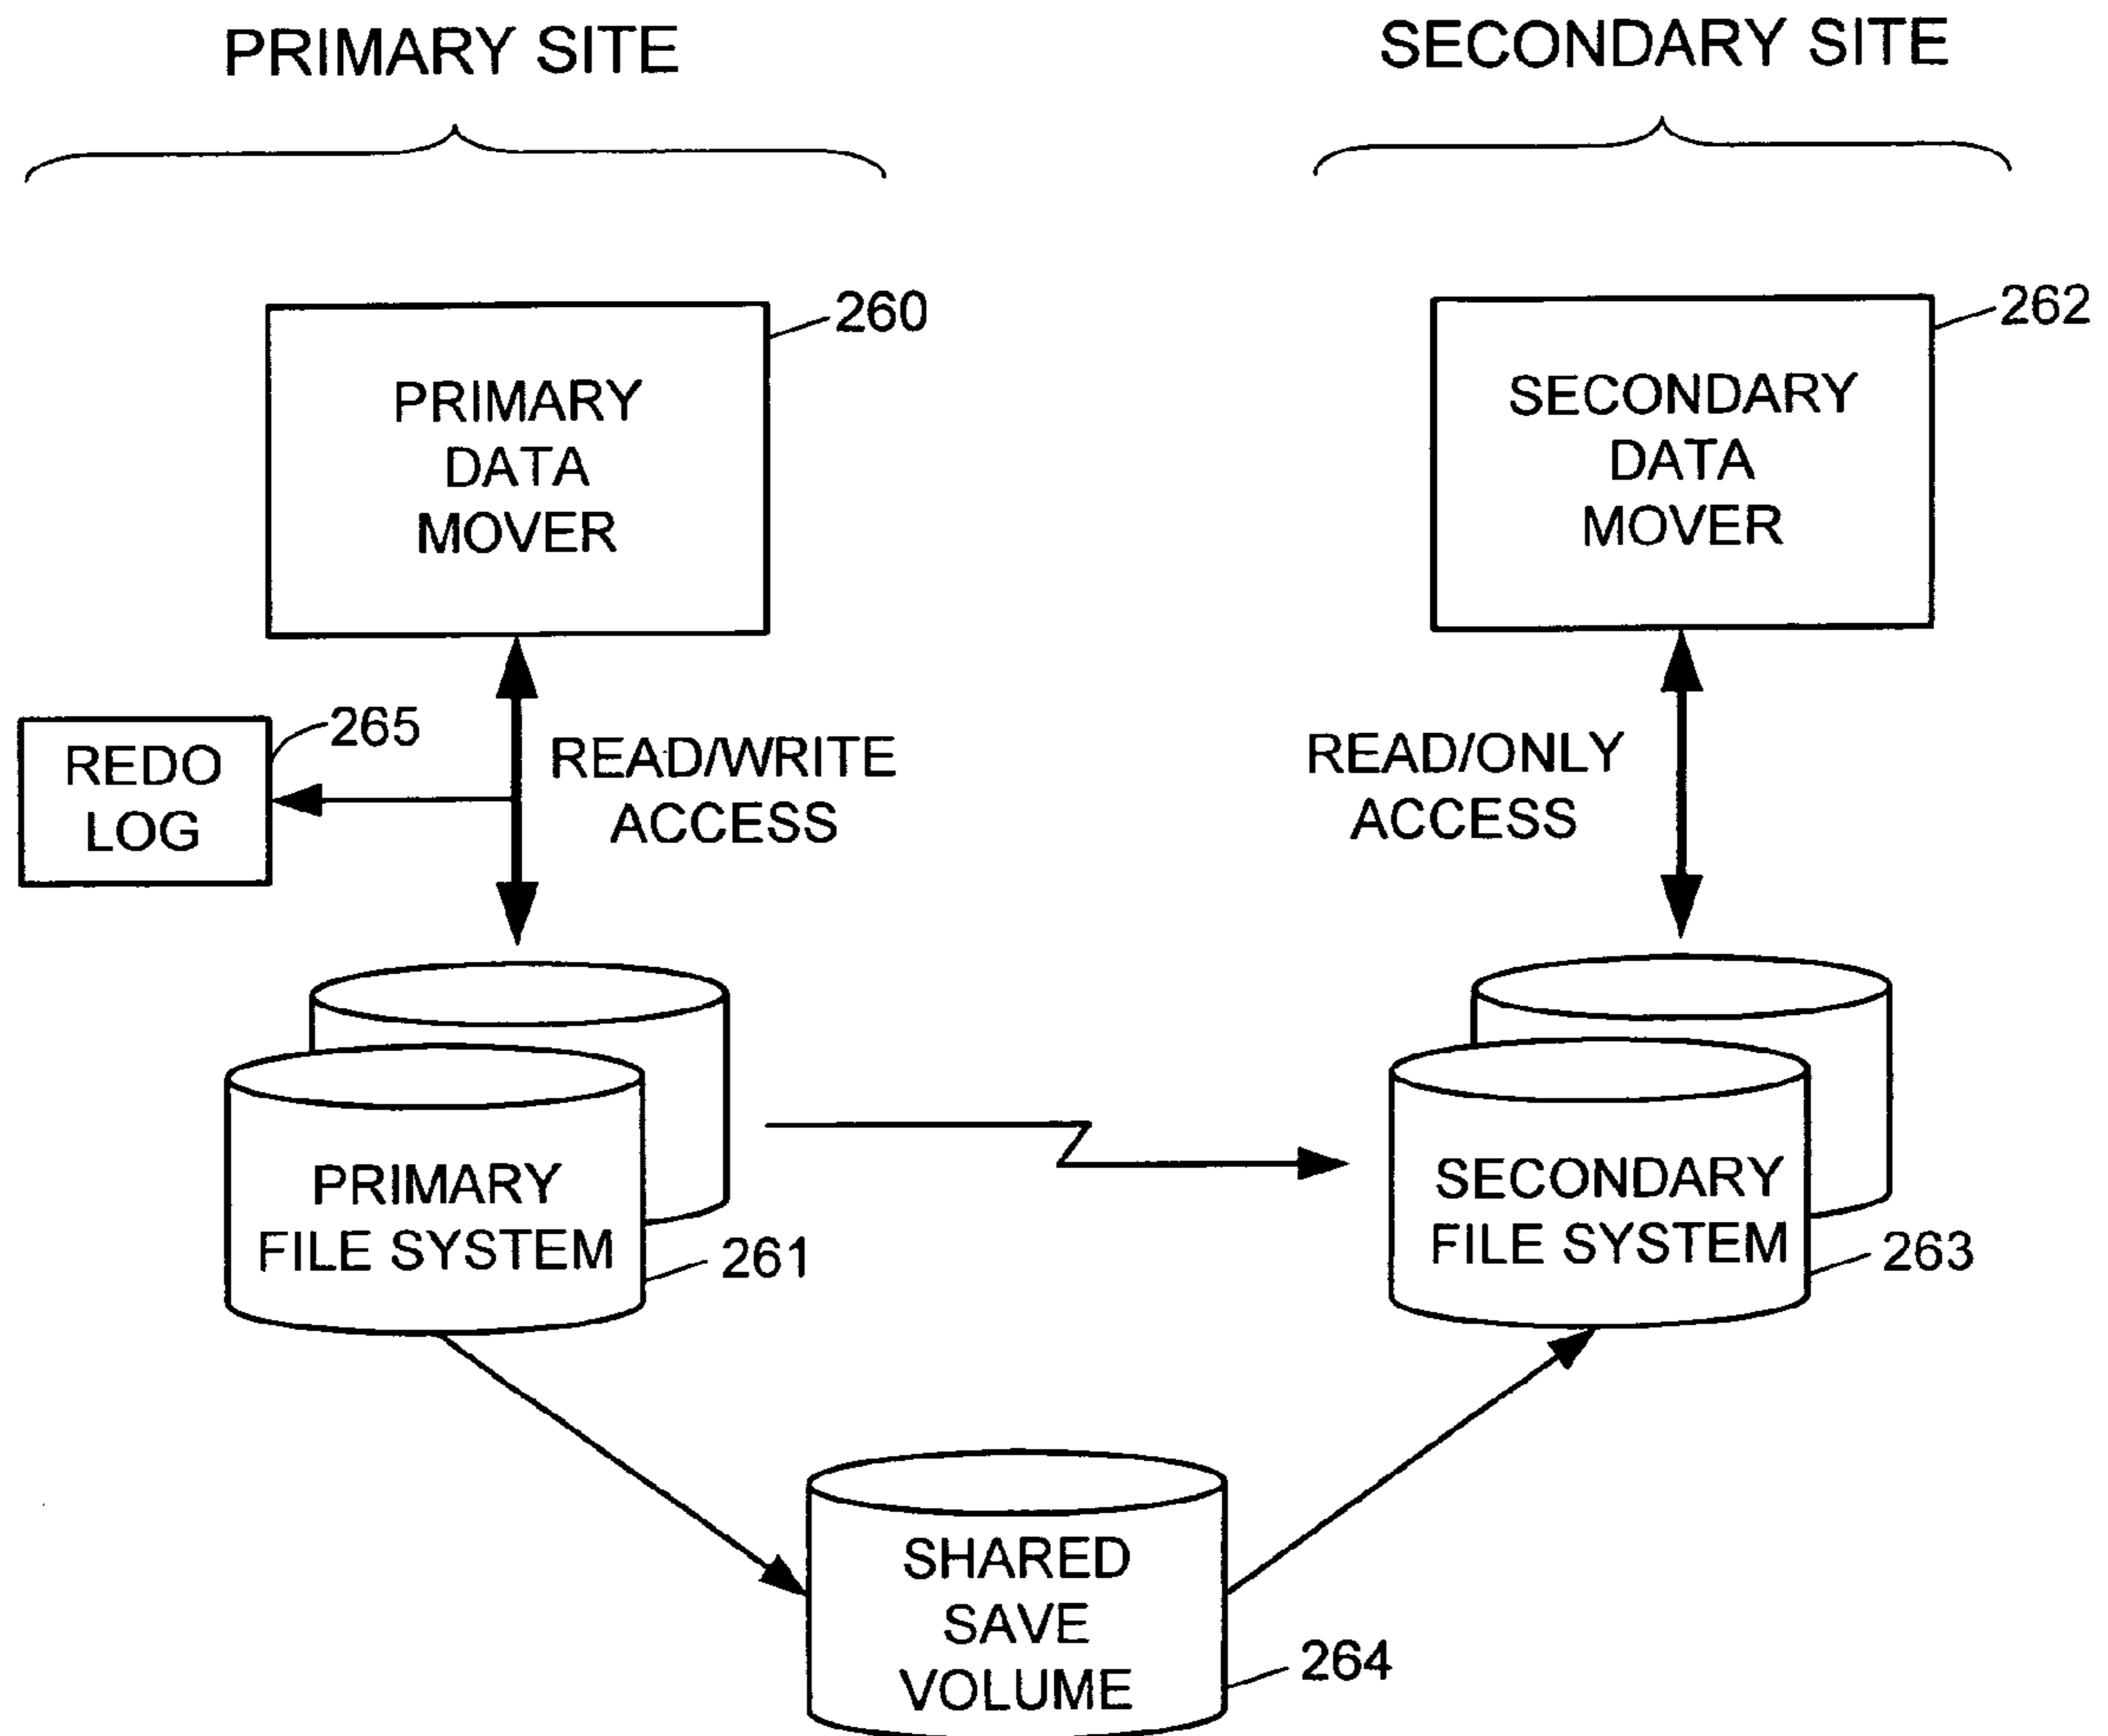 PRIMARY SITE
SECONDARY SITE
260
PRIMARY
DATA
MOVER
262
SECONDARY
DATA
MOVER
265
REDO
LOG
READ/WRITE
ACCESS
READ/ONLY
ACCESS
PRIMARY
FILE SYSTEM
261
SECONDARY
FILE SYSTEM
263
SHARED
SAVE
VOLUME
264